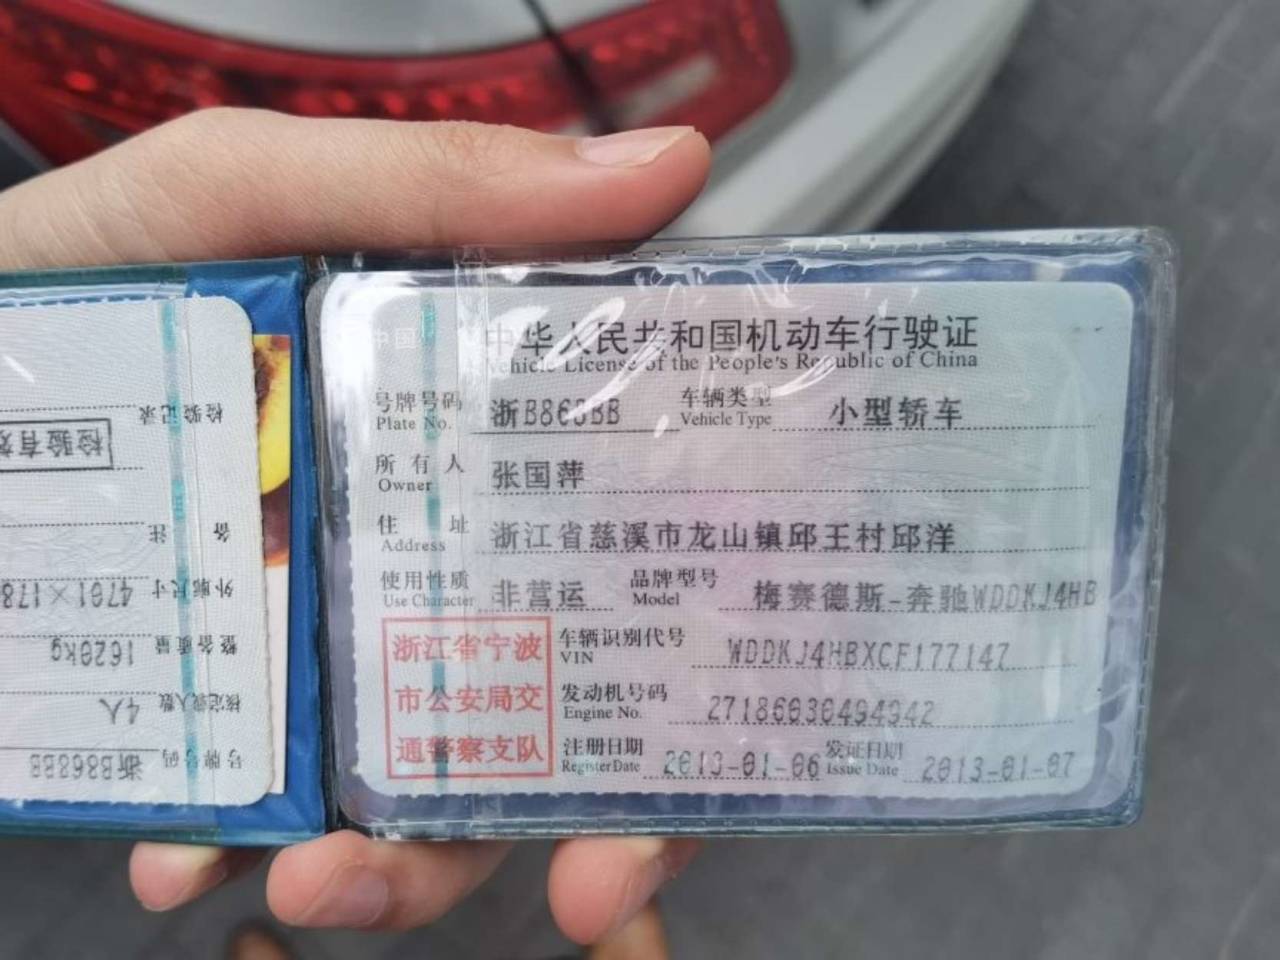 中华人民共和国机动车行驶证
Vehicle License of the People's Republic of China
号牌号码 浙B868BB 车辆类型 小型轿车
Plate No. Vehicle Type
所有人 张国萍
Owner
住址 浙江省慈溪市龙山镇邱王村邱洋
Address
使用性质 非营运 品牌型号 梅赛德斯-奔驰WDDKJ4HB
Use Character Model
浙江省宁波
市公安局交
通警察支队
车辆识别代号 WDDKJ4HBXCF177147
VIN
发动机号码
Engine No.
注册日期 2013-01-06 发证日期 2013-01-07
Register Date Issue Date
号牌号码 浙B868BB
核定载人数 4人
整备质量 1620kg
外廓尺寸
备注
检验记录
检验有效